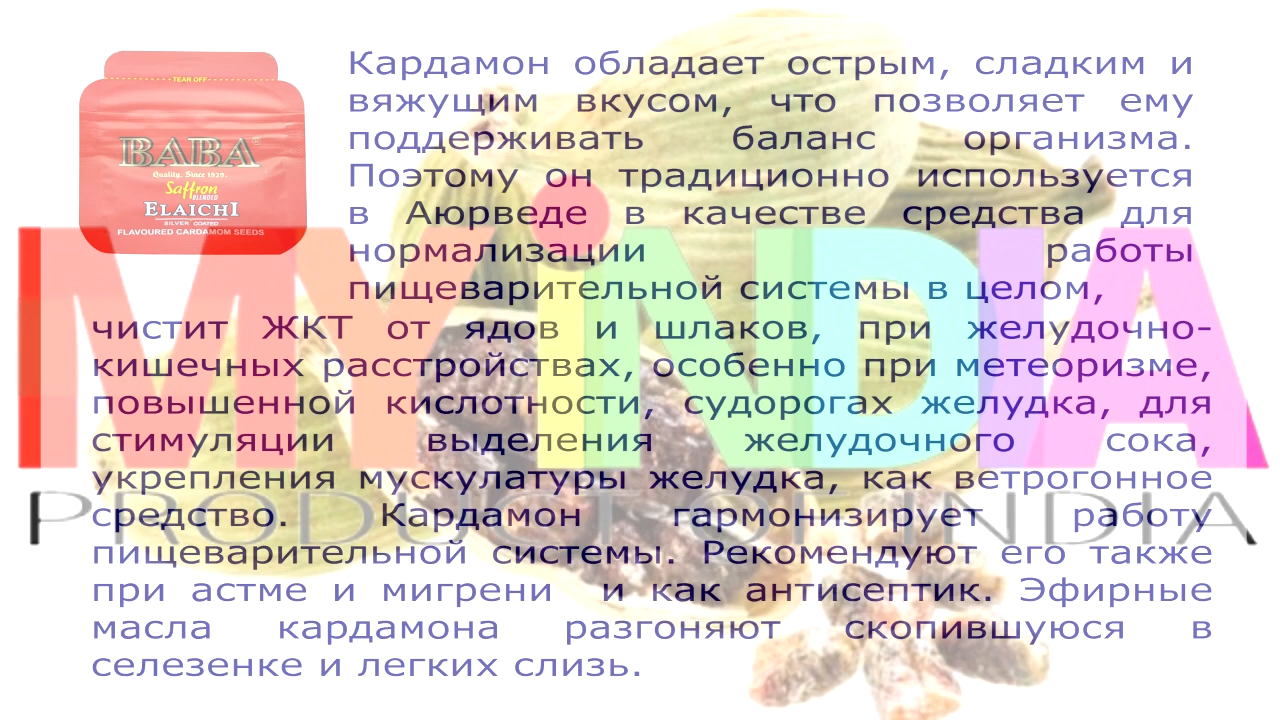 TEAR OFF
BABA
Quality. Since 1929.
Saffron
BLENDED
ELAICHI
SILVER COATED
FLAVOURED CARDAMOM SEEDS
Кардамон обладает острым, сладким и
вяжущим вкусом, что позволяет ему
поддерживать баланс организма.
Поэтому он традиционно используется
в Аюрведе в качестве средства для
нормализации работы
пищеварительной системы в целом,
чистит ЖКТ от ядов и шлаков, при желудочно-
кишечных расстройствах, особенно при метеоризме,
повышенной кислотности, судорогах желудка, для
стимуляции выделения желудочного сока,
укрепления мускулатуры желудка, как ветрогонное
средство. Кардамон гармонизирует работу
пищеварительной системы. Рекомендуют его также
при астме и мигрени и как антисептик. Эфирные
масла кардамона разгоняют скопившуюся в
селезенке и легких слизь.
MYiNDIA
PRODUCT OF INDIA